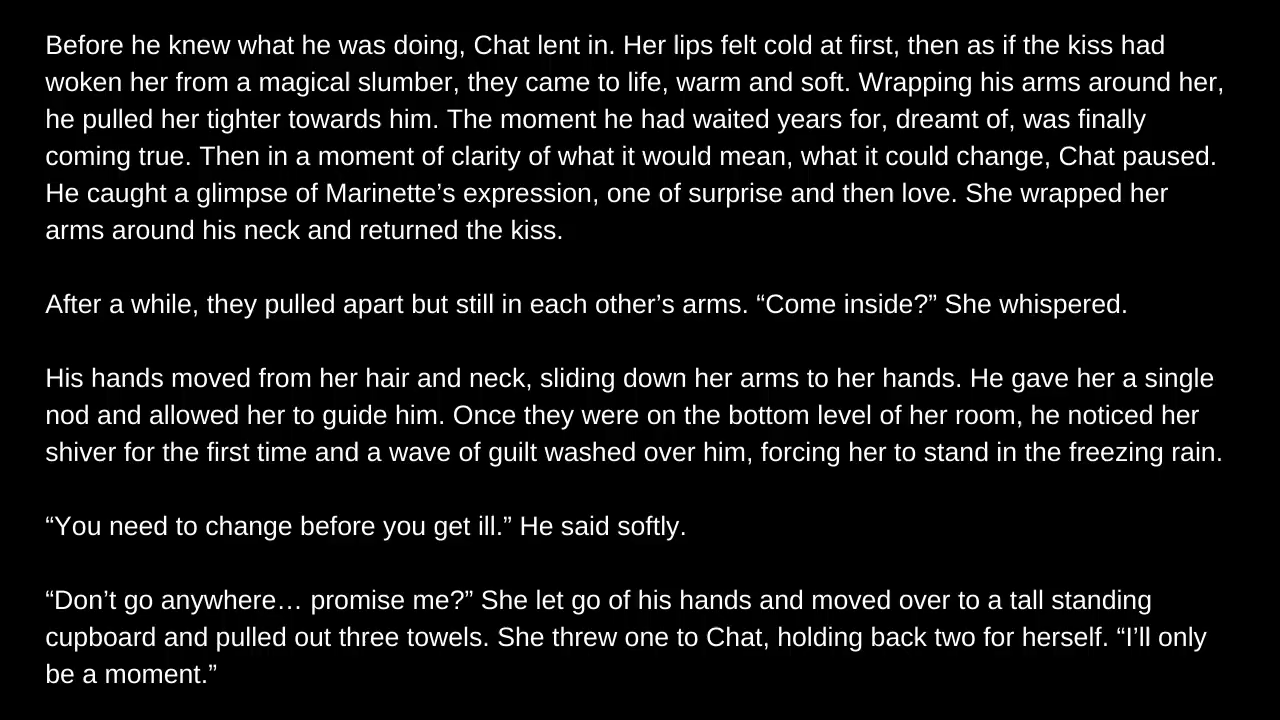 Before he knew what he was doing, Chat lent in. Her lips felt cold at first, then as if the kiss had
woken her from a magical slumber, they came to life, warm and soft. Wrapping his arms around her,
he pulled her tighter towards him. The moment he had waited years for, dreamt of, was finally
coming true. Then in a moment of clarity of what it would mean, what it could change, Chat paused.
He caught a glimpse of Marinette’s expression, one of surprise and then love. She wrapped her
arms around his neck and returned the kiss.
After a while, they pulled apart but still in each other’s arms. “Come inside?” She whispered.
His hands moved from her hair and neck, sliding down her arms to her hands. He gave her a single
nod and allowed her to guide him. Once they were on the bottom level of her room, he noticed her
shiver for the first time and a wave of guilt washed over him, forcing her to stand in the freezing rain.
“You need to change before you get ill.” He said softly.
“Don’t go anywhere… promise me?” She let go of his hands and moved over to a tall standing
cupboard and pulled out three towels. She threw one to Chat, holding back two for herself. “I’ll only
be a moment.”